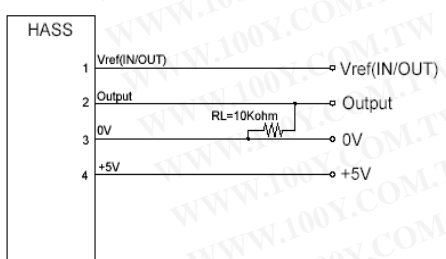 HASS
1 Vref(IN/OUT) Vref(IN/OUT)
2 Output Output
RL=10Kohm
3 0V 0V
4 +5V +5V
WWW.100Y.COM.TW